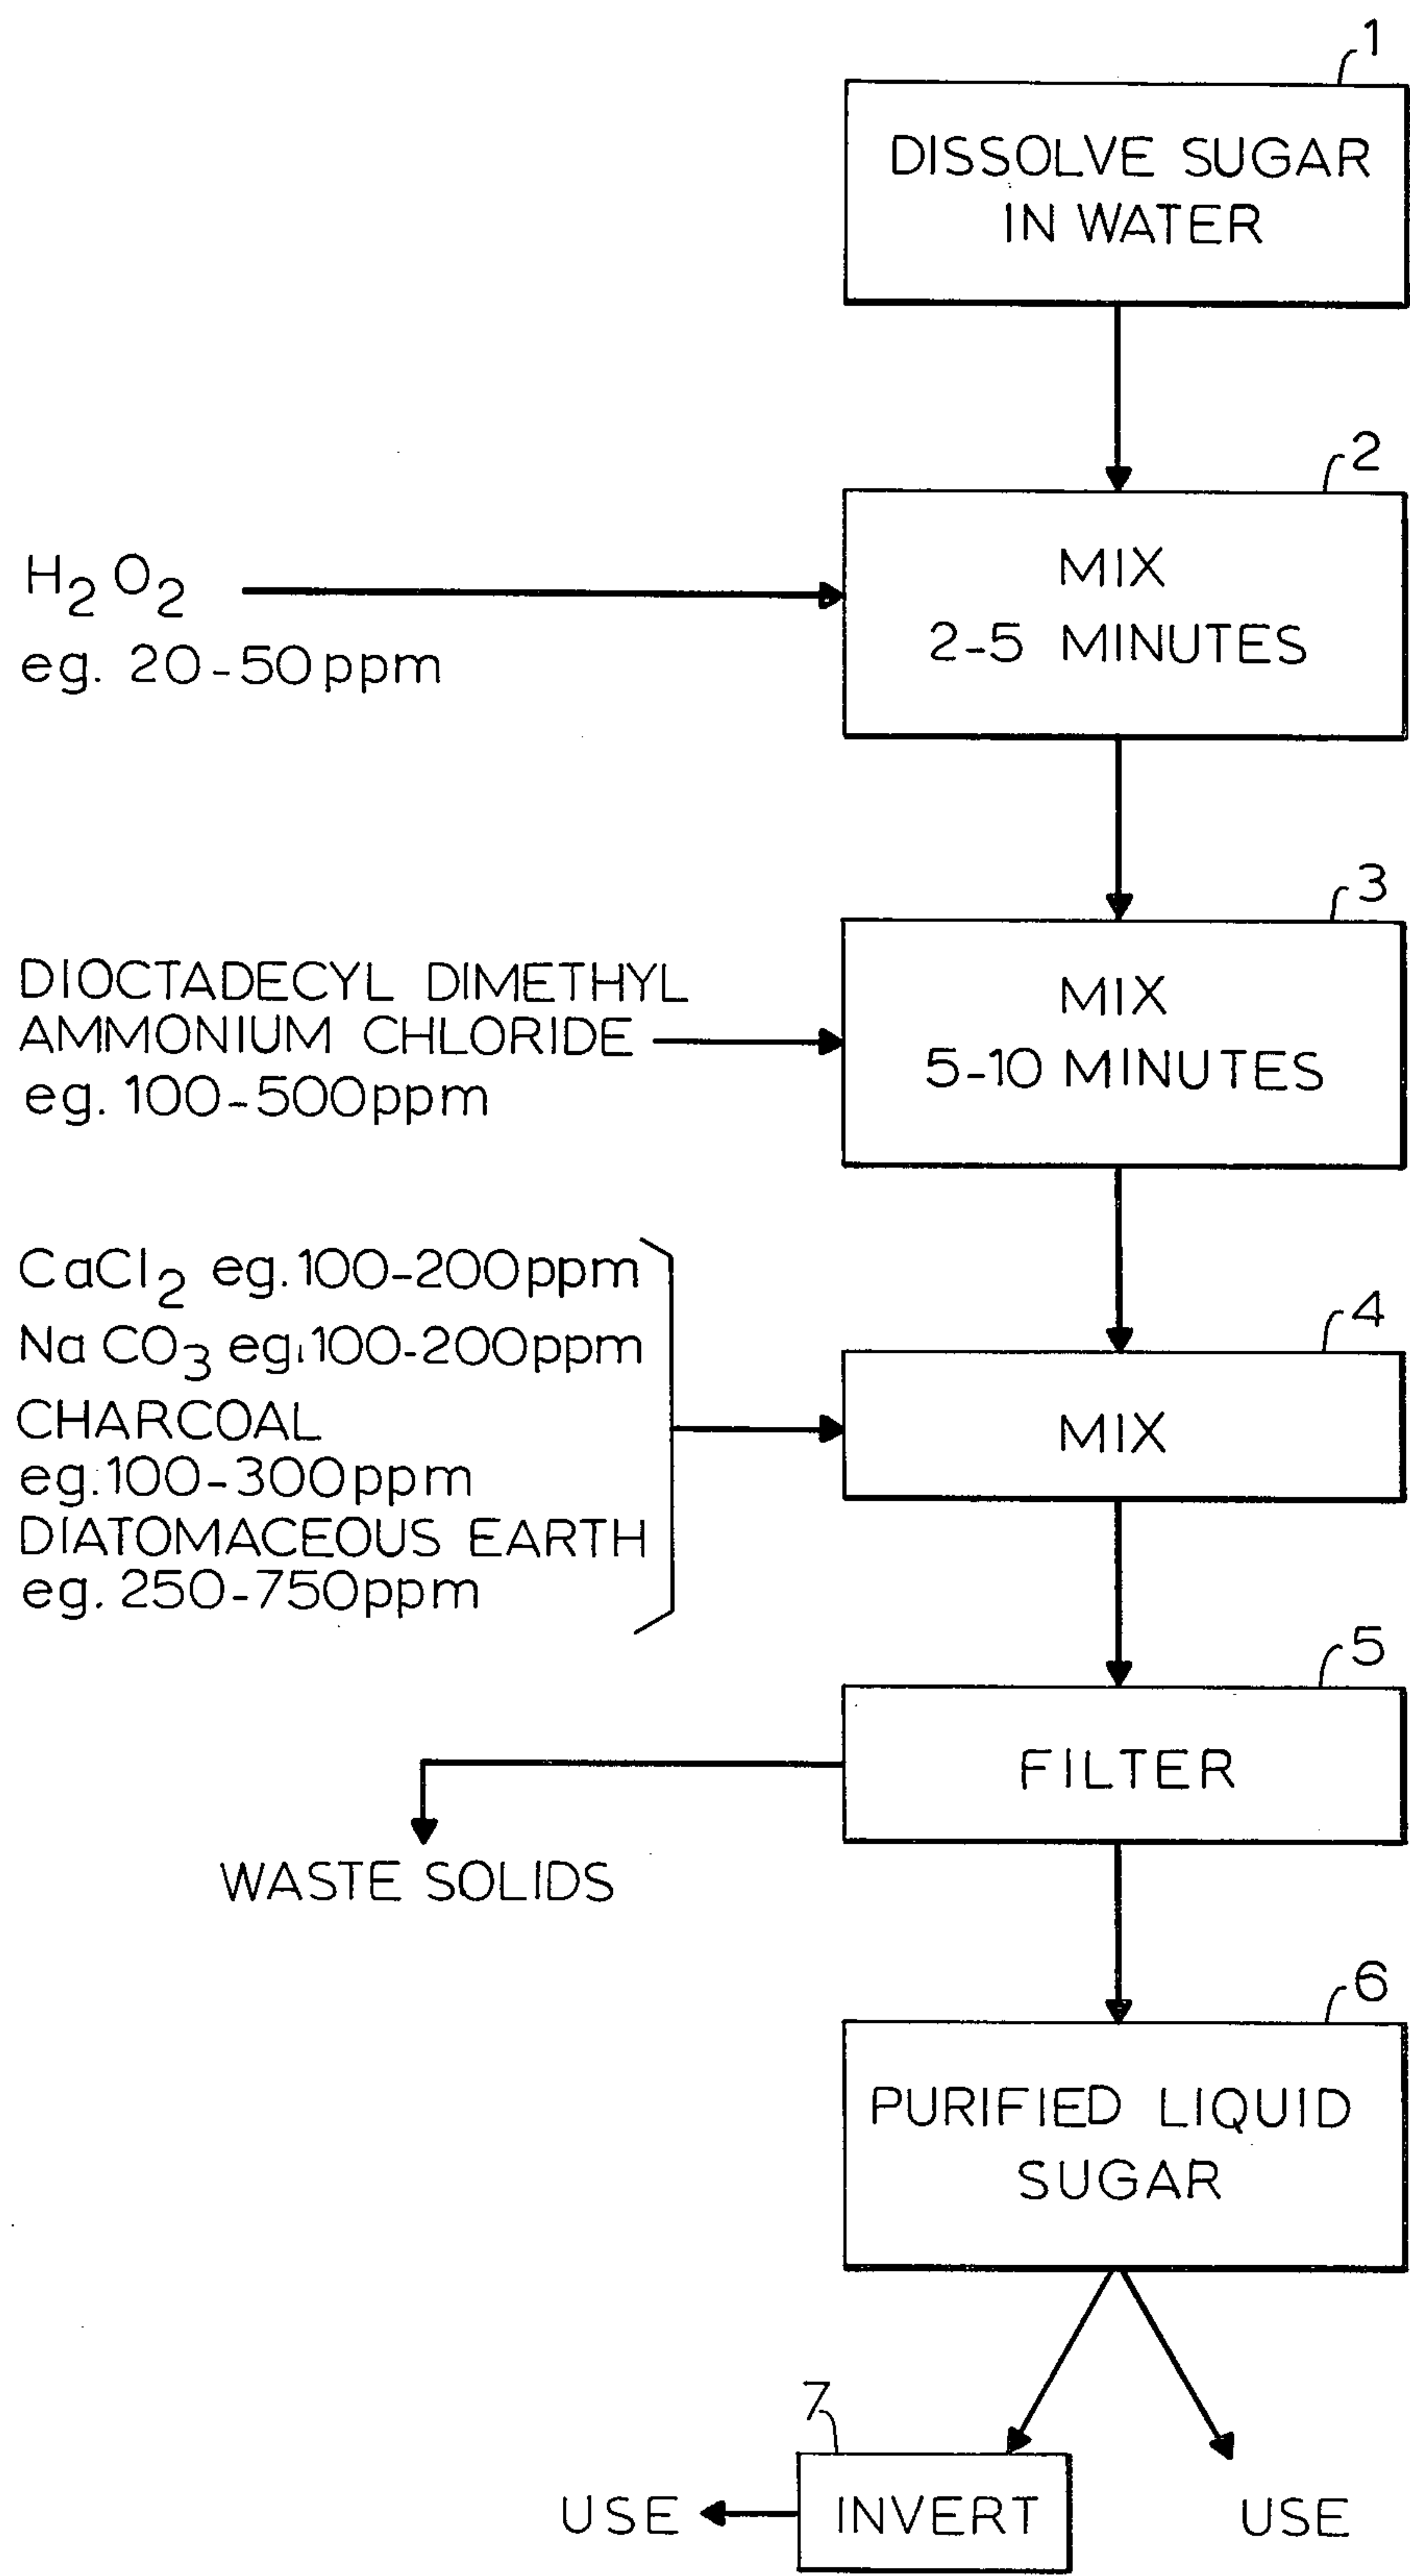 1
DISSOLVE SUGAR
IN WATER
2
H2O2
eg. 20-50ppm
MIX
2-5 MINUTES
3
DIOCTADECYL DIMETHYL
AMMONIUM CHLORIDE
eg. 100-500ppm
MIX
5-10 MINUTES
CaCl2 eg. 100-200ppm
NaCO3 eg. 100-200ppm
CHARCOAL
eg. 100-300ppm
DIATOMACEOUS EARTH
eg. 250-750ppm
4
MIX
5
FILTER
WASTE SOLIDS
6
PURIFIED LIQUID
SUGAR
7
INVERT
USE
USE